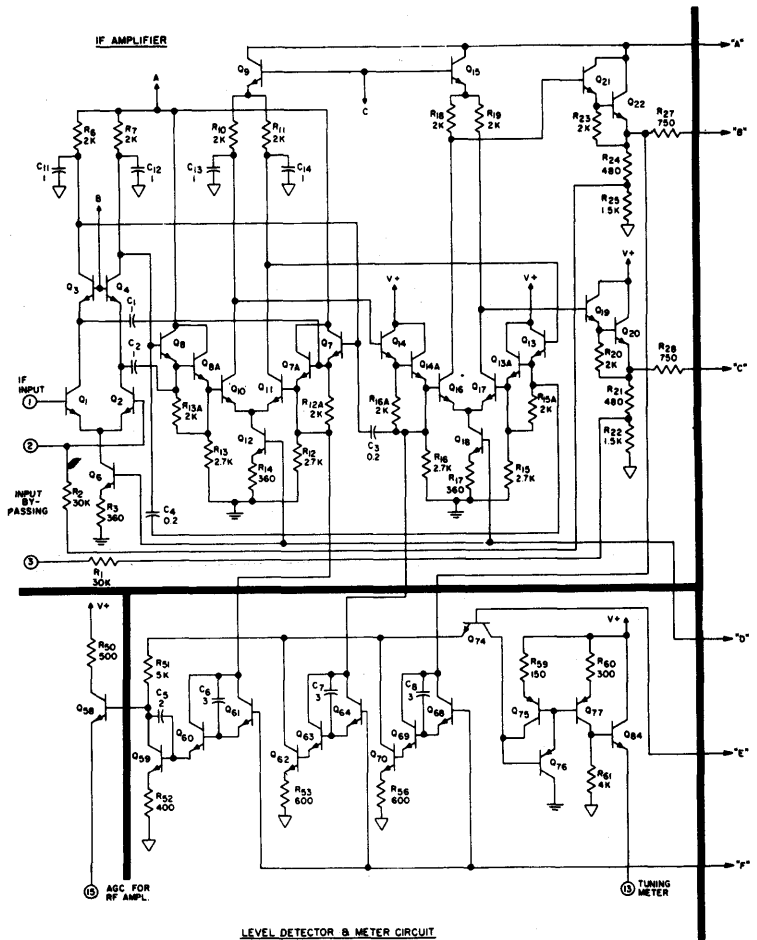 IF AMPLIFIER
Q9
Q15
"A"
A
C
Q21
Q22
R6
2K
R7
2K
R10
2K
R11
2K
R18
2K
R19
2K
R23
2K
R27
750
"B"
C11
1
C12
1
C13
1
C14
1
R24
480
R25
1.5K
B
V+
V+
V+
Q3
Q4
C1
1
C2
1
Q8
Q8A
Q10
Q11
Q7A
Q7
Q14
Q14A
Q16
Q17
Q13A
Q13
Q19
Q20
R20
2K
R28
750
"C"
IF
INPUT
1
Q1
Q2
2
R13A
2K
R12A
2K
R16A
2K
R15A
2K
R21
480
R22
1.5K
Q12
Q18
C3
0.2
Q6
R2
30K
R3
360
C4
0.2
R13
2.7K
R14
360
R12
2.7K
R16
2.7K
R17
360
R15
2.7K
INPUT
BY-
PASSING
3
R1
30K
V+
V+
"D"
R50
500
R51
5K
Q74
R59
150
R60
300
C5
2
C6
3
C7
3
C8
3
Q58
Q59
Q60
Q61
Q63
Q64
Q69
Q68
Q75
Q77
Q84
Q62
Q70
Q76
"E"
R52
400
R53
600
R56
600
R61
4K
"F"
15
AGC FOR
RF AMPL.
13
TUNING
METER
LEVEL DETECTOR & METER CIRCUIT